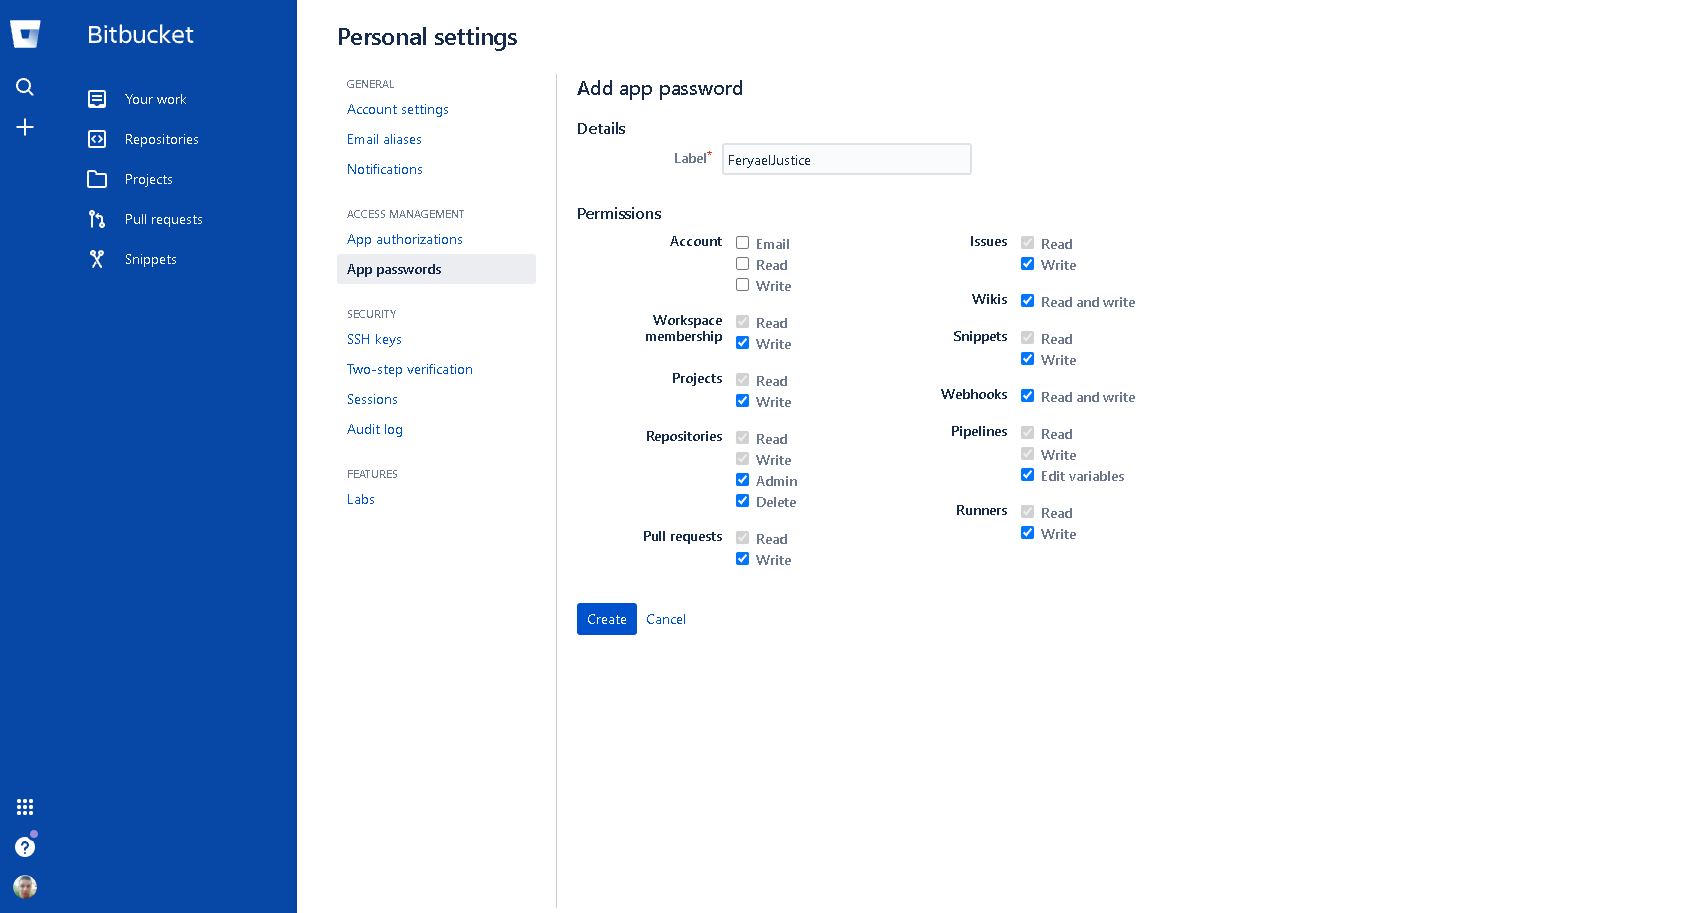 Bitbucket
Your work
Repositories
Projects
Pull requests
Snippets
Personal settings
GENERAL
Account settings
Email aliases
Notifications
ACCESS MANAGEMENT
App authorizations
App passwords
SECURITY
SSH keys
Two-step verification
Sessions
Audit log
FEATURES
Labs
Add app password
Details
Label* FeryaelJustice
Permissions
Account Email
Read
Write
Workspace membership Read
Write
Projects Read
Write
Repositories Read
Write
Admin
Delete
Pull requests Read
Write
Issues Read
Write
Wikis Read and write
Snippets Read
Write
Webhooks Read and write
Pipelines Read
Write
Edit variables
Runners Read
Write
Create Cancel
?